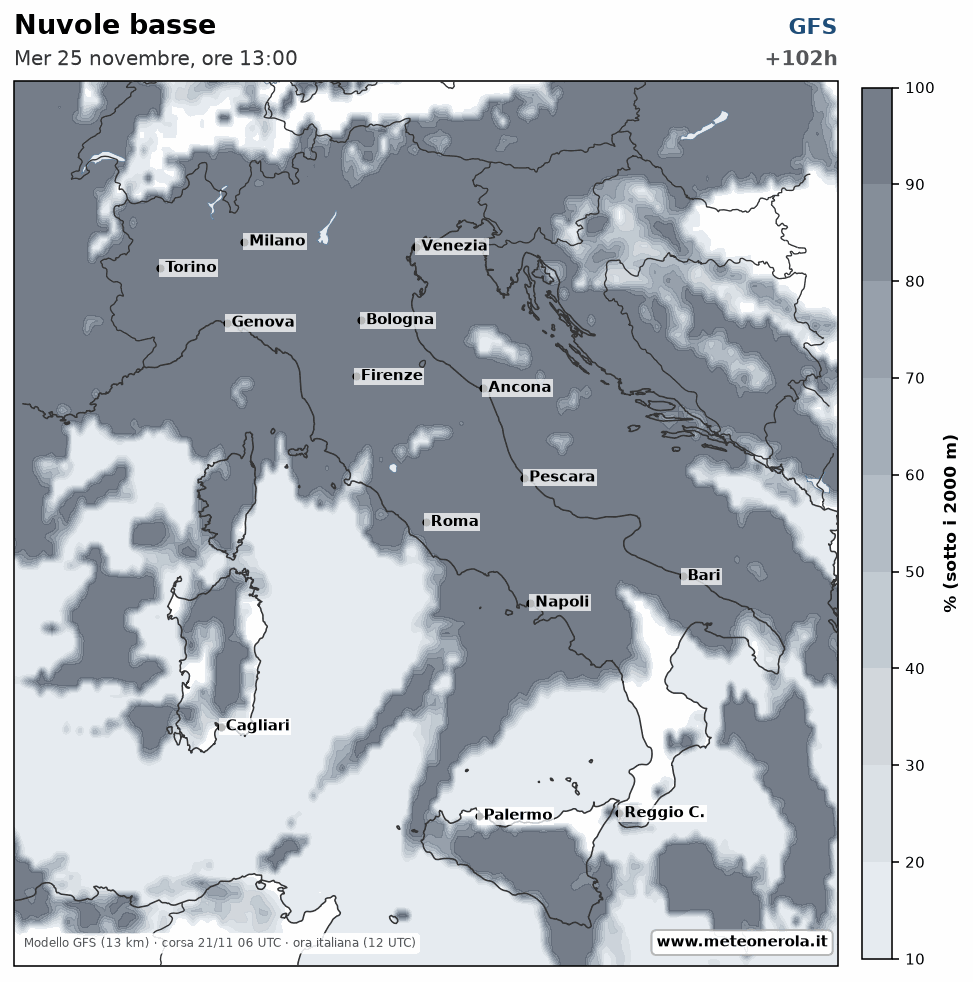 Nuvole basse
GFS
Mer 25 novembre, ore 13:00
+102h
100
90
80
70
60
50
40
30
20
10
% (sotto i 2000 m)
Milano
Venezia
Torino
Genova
Bologna
Firenze
Ancona
Pescara
Roma
Bari
Napoli
Cagliari
Palermo
Reggio C.
Modello GFS (13 km) · corsa 21/11 06 UTC · ora italiana (12 UTC)
www.meteonerola.it